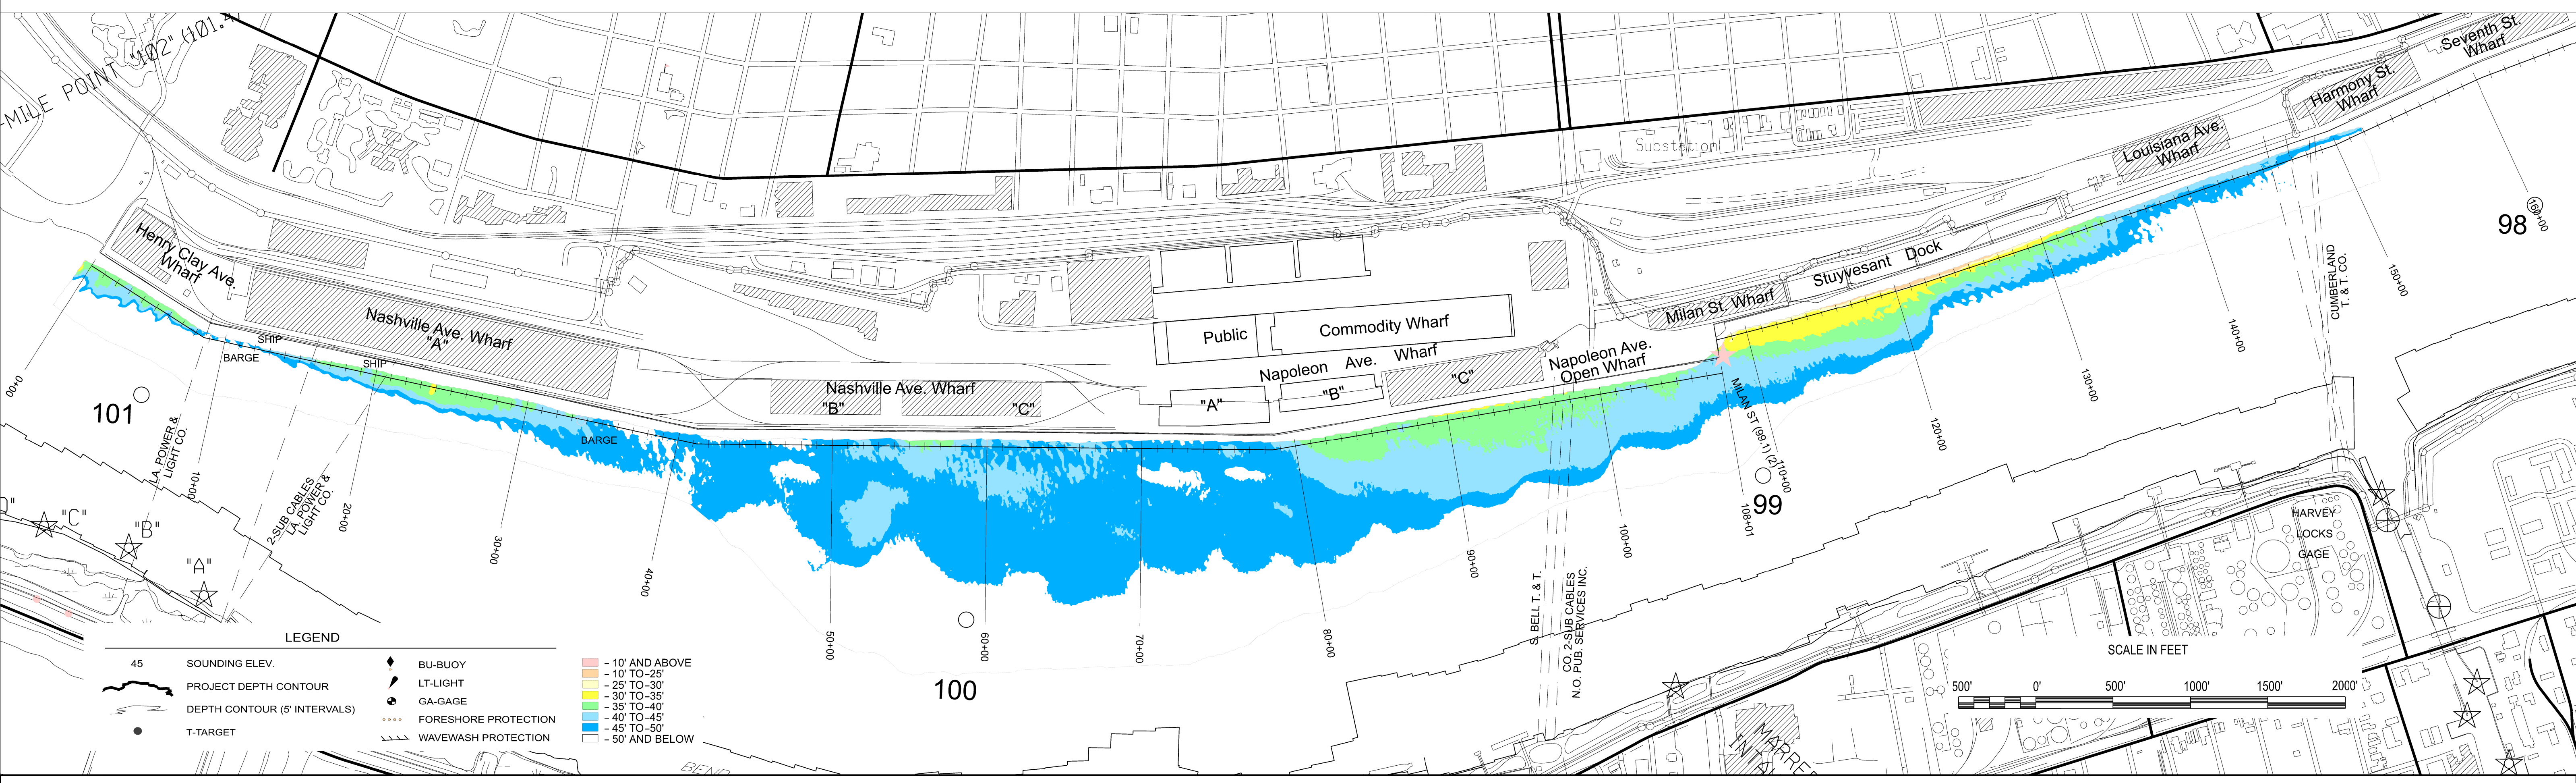 -MILE POINT "102" (101.4)
Seventh St.
Wharf
Harmony St.
Wharf
Louisiana Ave.
Wharf
Substation
98
160+00
Henry Clay Ave.
Wharf
Nashville Ave. Wharf
"A"
SHIP
BARGE
SHIP
Nashville Ave. Wharf
"B"
"C"
BARGE
Public
Commodity Wharf
Napoleon Ave. Wharf
"A"
"B"
"C"
Napoleon Ave.
Open Wharf
Milan St. Wharf
Stuyvesant Dock
CUMBERLAND
T. & T. CO.
0+00
101
LA. POWER &
LIGHT CO.
10+00
2-SUB CABLES
LA. POWER &
LIGHT CO.
20+00
30+00
40+00
50+00
60+00
70+00
80+00
90+00
100+00
108+01
MILAN ST (99.1) (2)
110+00
99
120+00
130+00
140+00
150+00
100
S. BELL T. & T.
CO. 2-SUB CABLES
N.O. PUB. SERVICES INC.
"C"
"B"
"A"
HARVEY
LOCKS
GAGE
LEGEND
45 SOUNDING ELEV.
PROJECT DEPTH CONTOUR
DEPTH CONTOUR (5' INTERVALS)
T-TARGET
BU-BUOY
LT-LIGHT
GA-GAGE
FORESHORE PROTECTION
WAVEWASH PROTECTION
– 10' AND ABOVE
– 10' TO–25'
– 25' TO–30'
– 30' TO–35'
– 35' TO–40'
– 40' TO–45'
– 45' TO–50'
– 50' AND BELOW
SCALE IN FEET
500' 0' 500' 1000' 1500' 2000'